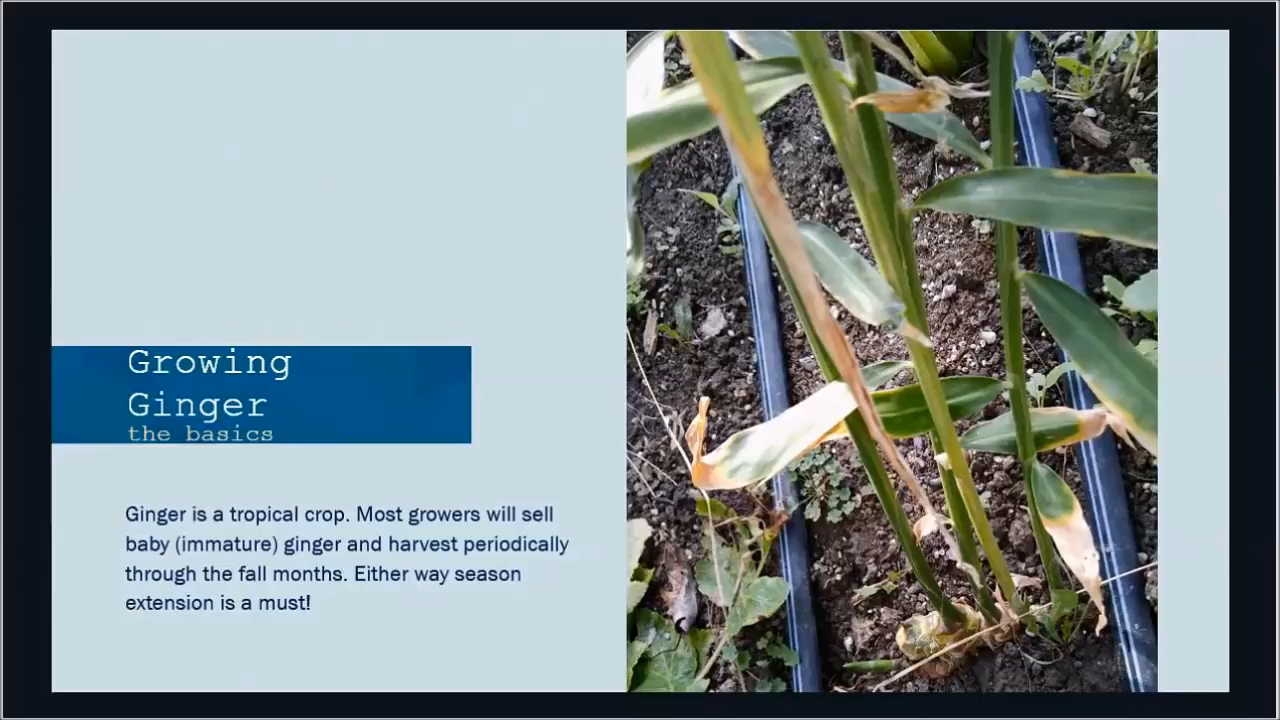 Growing
Ginger
the basics
Ginger is a tropical crop. Most growers will sell
baby (immature) ginger and harvest periodically
through the fall months. Either way season
extension is a must!